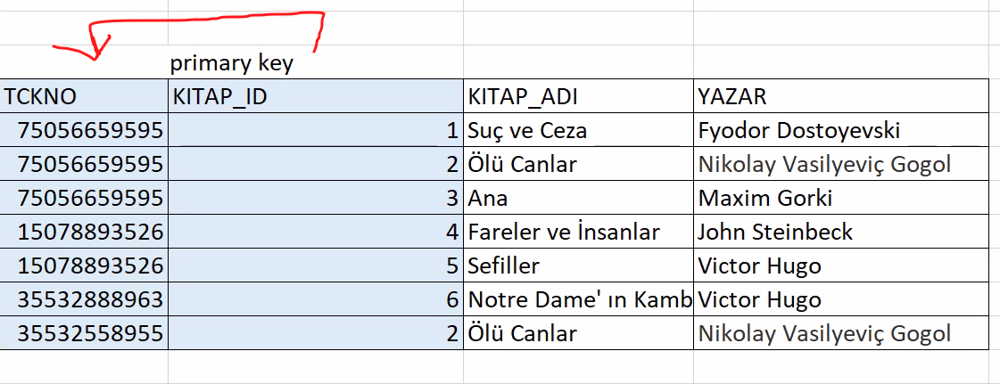 primary key
TCKNO KITAP_ID KITAP_ADI YAZAR
75056659595 1 Suç ve Ceza Fyodor Dostoyevski
75056659595 2 Ölü Canlar Nikolay Vasilyeviç Gogol
75056659595 3 Ana Maxim Gorki
15078893526 4 Fareler ve İnsanlar John Steinbeck
15078893526 5 Sefiller Victor Hugo
35532888963 6 Notre Dame' ın Kamb Victor Hugo
35532558955 2 Ölü Canlar Nikolay Vasilyeviç Gogol